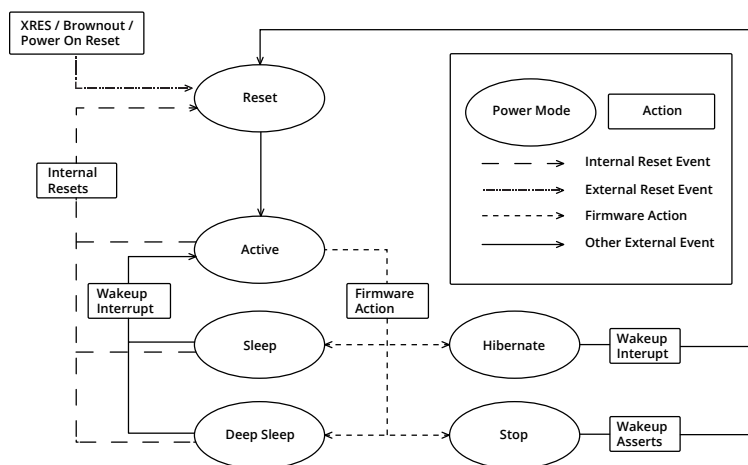 XRES / Brownout /
Power On Reset
Reset
Power Mode
Action
Internal
Resets
Internal Reset Event
External Reset Event
Firmware Action
Other External Event
Active
Wakeup
Interrupt
Firmware
Action
Sleep
Hibernate
Wakeup
Interupt
Deep Sleep
Stop
Wakeup
Asserts